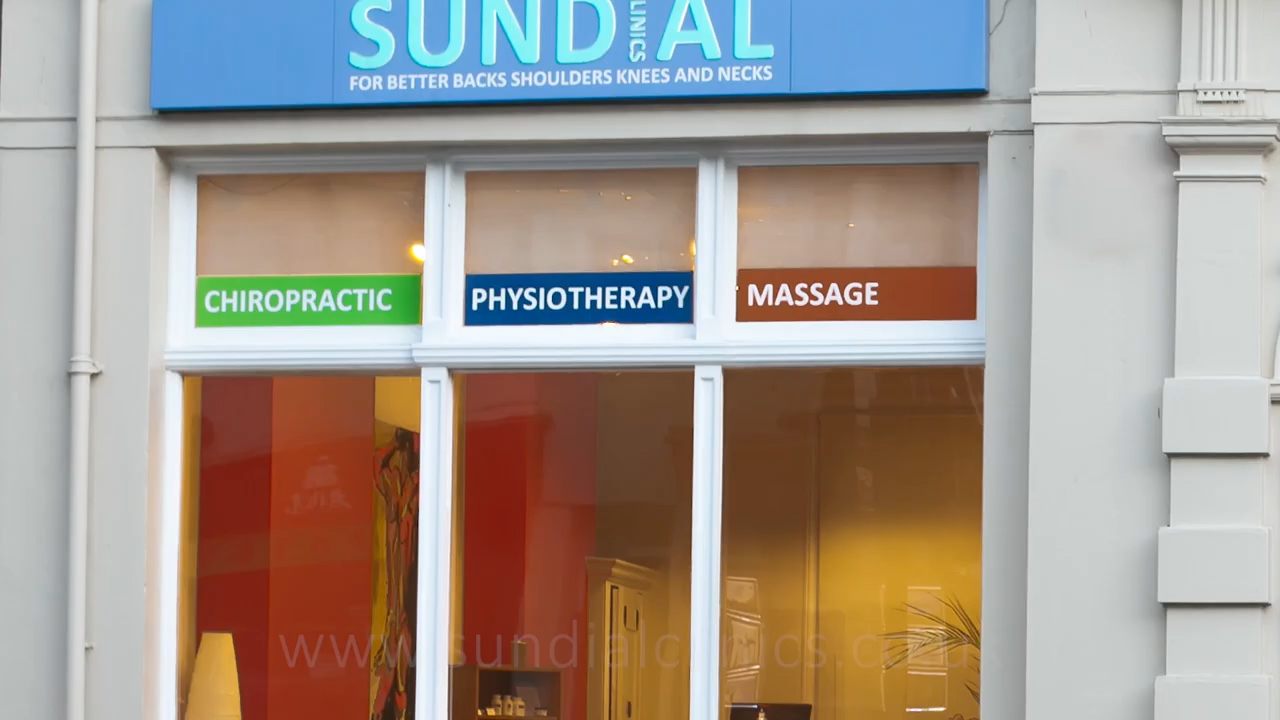 SUNDIAL
CLINICS
FOR BETTER BACKS SHOULDERS KNEES AND NECKS
CHIROPRACTIC
PHYSIOTHERAPY
MASSAGE
www.sundialclinics.co.uk